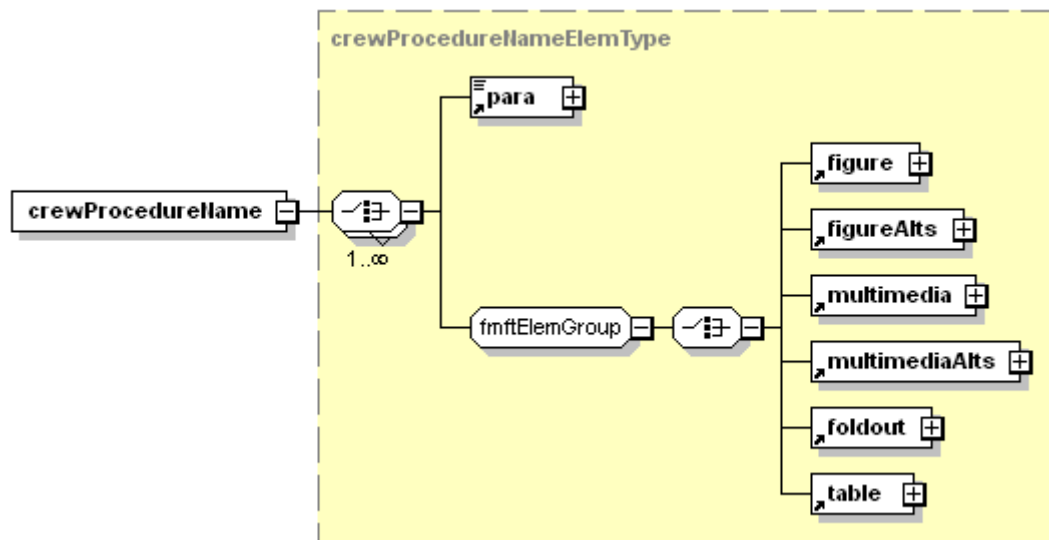 crewProcedureNameElemType
para
figure
crewProcedureName
figureAlts
1..∞
multimedia
fmftElemGroup
multimediaAlts
foldout
table